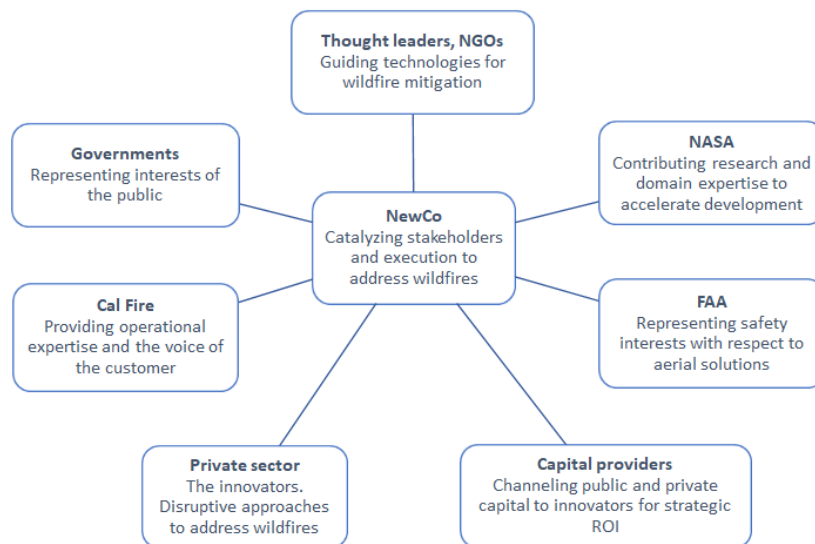 Thought leaders, NGOs
Guiding technologies for
wildfire mitigation
Governments
Representing interests of
the public
NASA
Contributing research and
domain expertise to
accelerate development
NewCo
Catalyzing stakeholders
and execution to
address wildfires
Cal Fire
Providing operational
expertise and the voice of
the customer
FAA
Representing safety
interests with respect to
aerial solutions
Private sector
The innovators.
Disruptive approaches
to address wildfires
Capital providers
Channeling public and private
capital to innovators for strategic
ROI